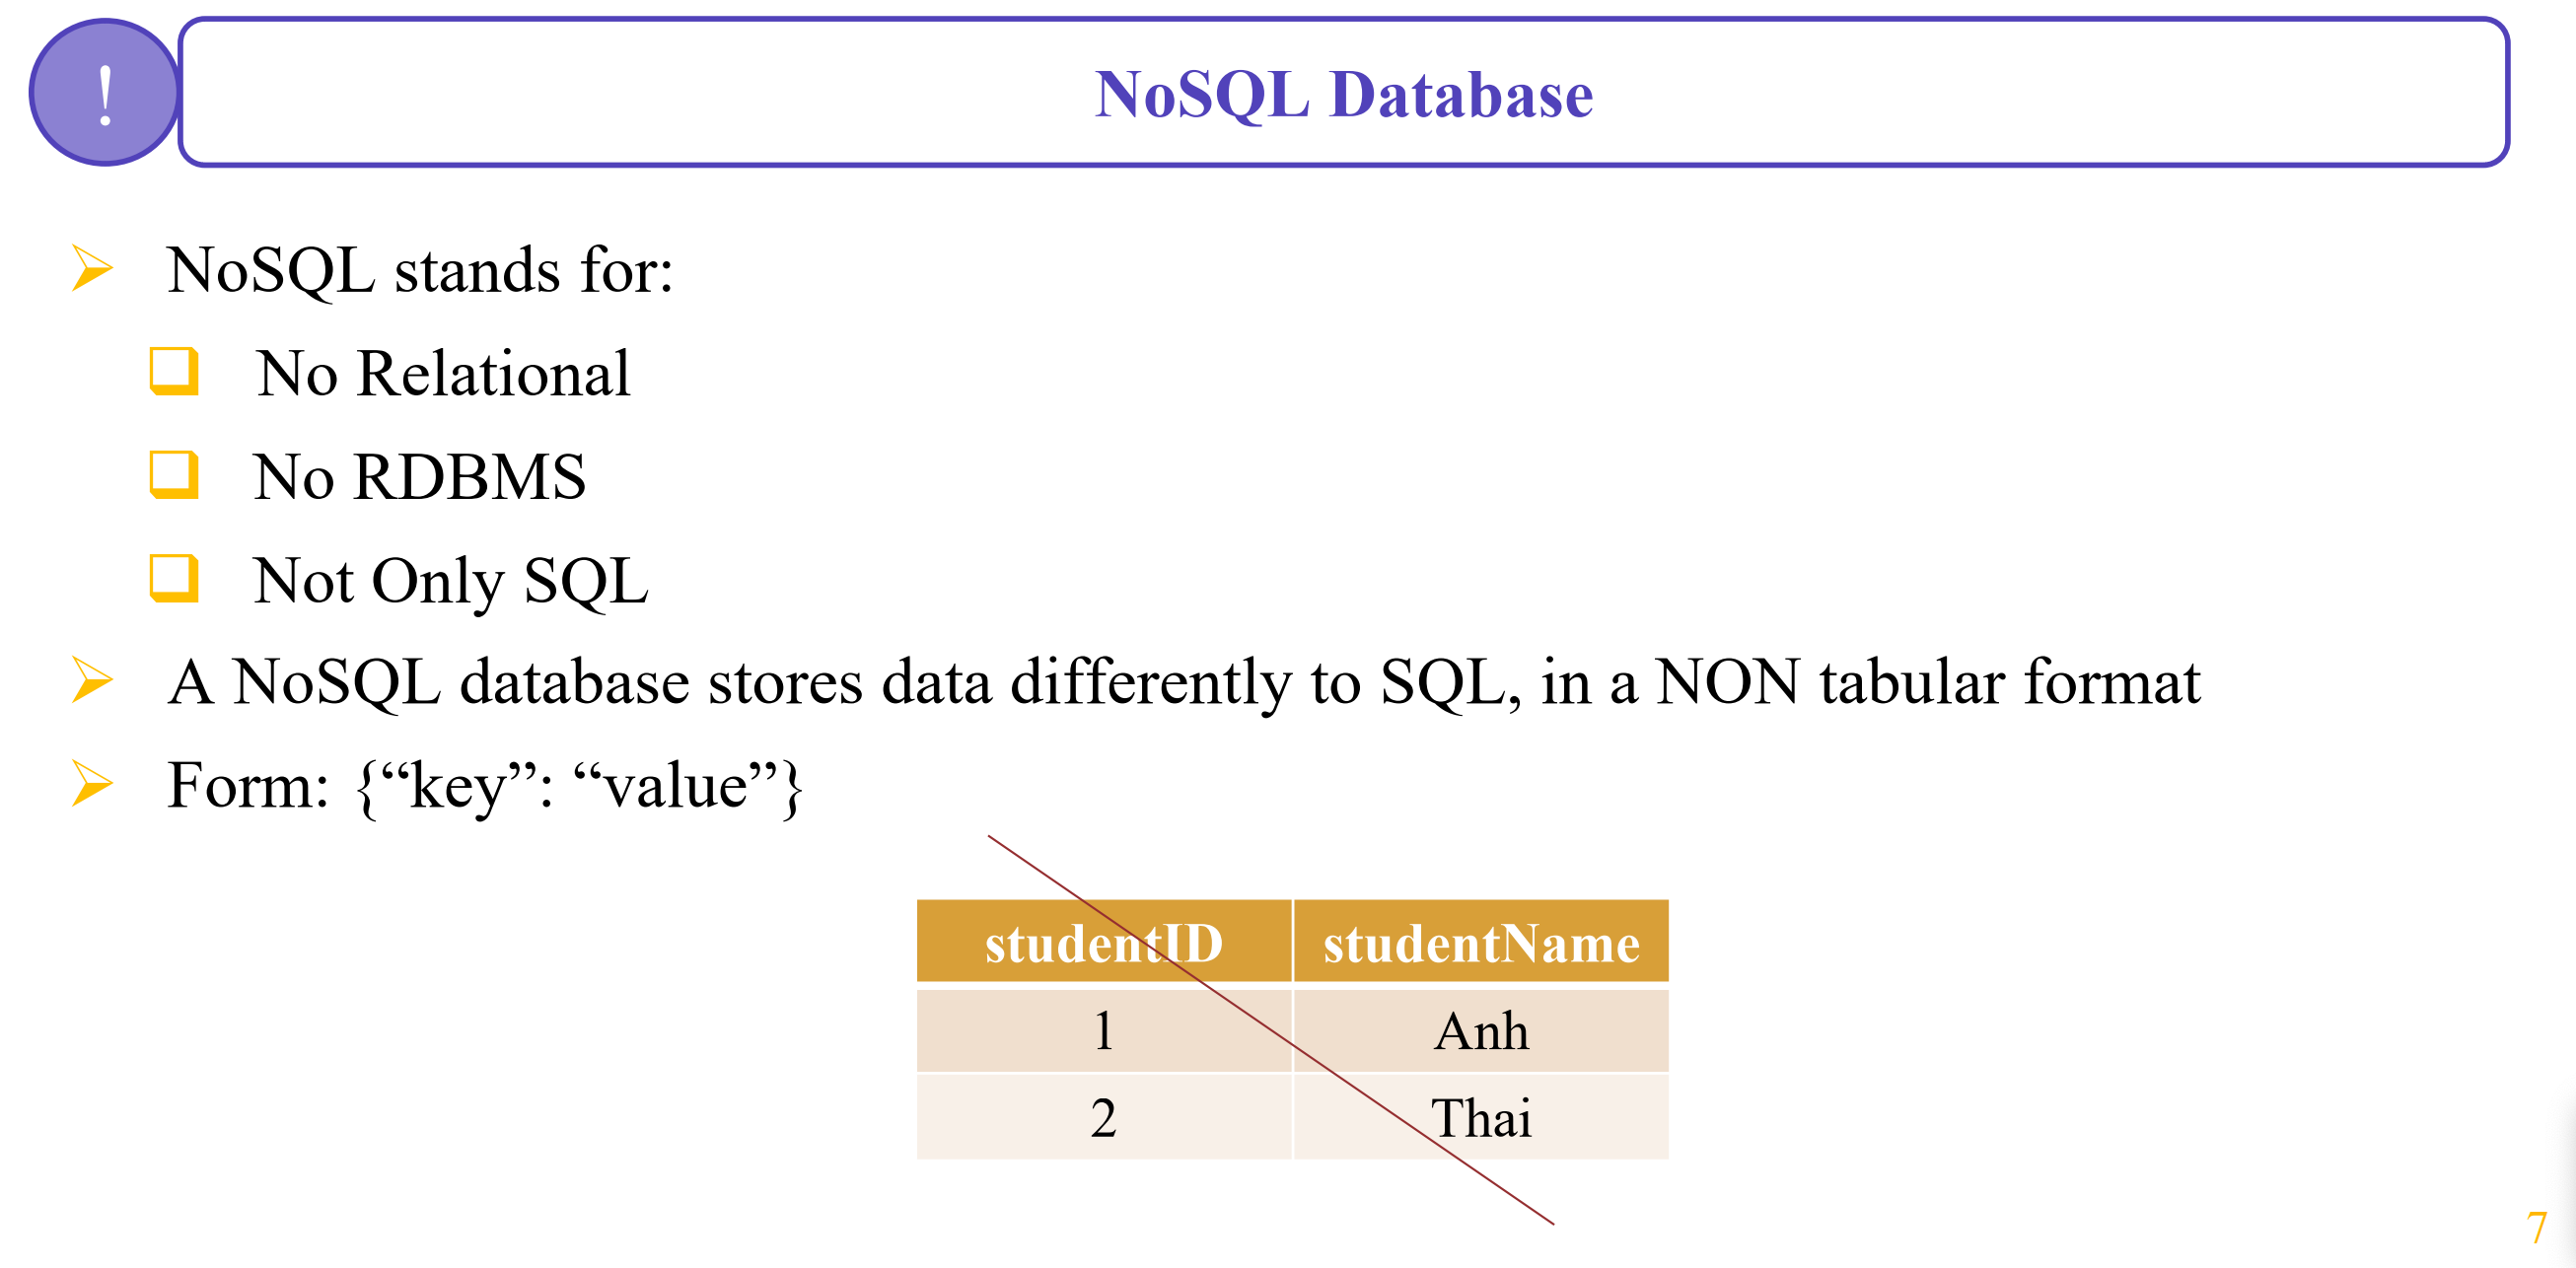 !
NoSQL Database
NoSQL stands for:
No Relational
No RDBMS
Not Only SQL
A NoSQL database stores data differently to SQL, in a NON tabular format
Form: {“key”: “value”}
studentID studentName
1 Anh
2 Thai
7